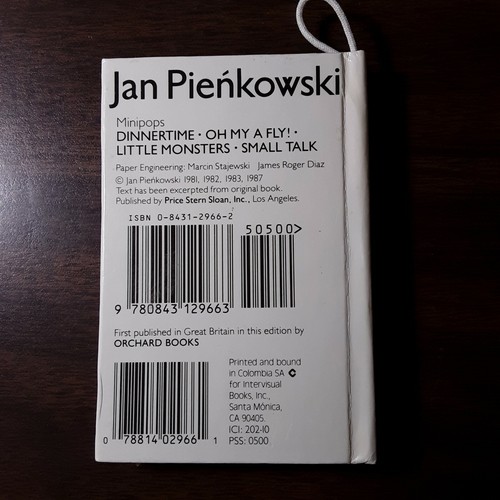 Jan Pieńkowski
Minipops
DINNERTIME • OH MY A FLY! •
LITTLE MONSTERS • SMALL TALK
Paper Engineering: Marcin Stajewski James Roger Diaz
© Jan Pieńkowski 1981, 1982, 1983, 1987
Text has been excerpted from original book.
Published by Price Stern Sloan, Inc., Los Angeles.
ISBN 0-8431-2966-2
50500>
9 780843 129663
First published in Great Britain in this edition by
ORCHARD BOOKS
Printed and bound
in Colombia SA
for Intervisual
Books, Inc.,
Santa Mónica,
CA 90405.
ICI: 202-10
PSS: 0500
0 78814 02966 1